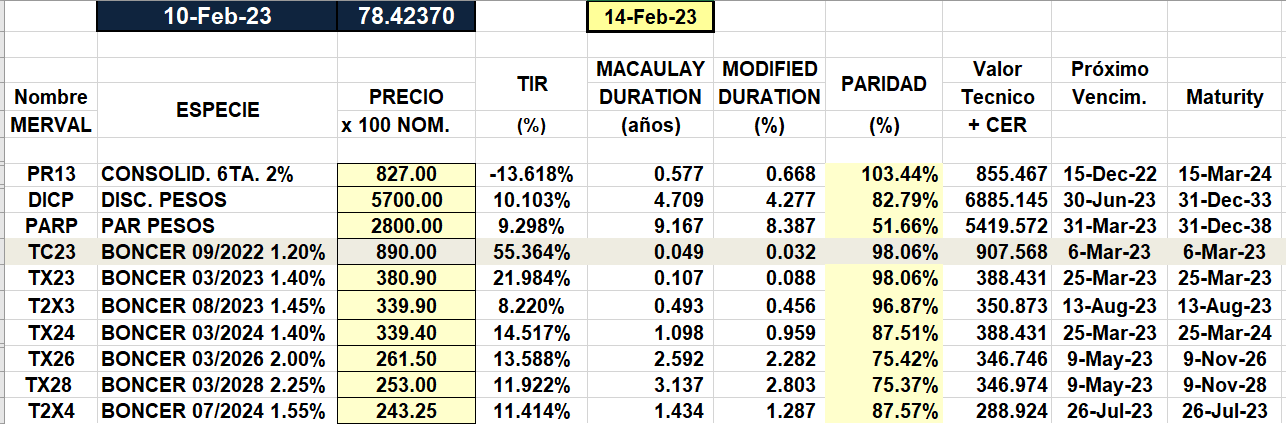 10-Feb-23 78.42370 14-Feb-23
MACAULAY MODIFIED Valor Próximo
TIR PARIDAD
Nombre PRECIO DURATION DURATION Tecnico Vencim. Maturity
ESPECIE
MERVAL x 100 NOM. (%) (años) (%) (%) + CER
PR13 CONSOLID. 6TA. 2% 827.00 -13.618% 0.577 0.668 103.44% 855.467 15-Dec-22 15-Mar-24
DICP DISC. PESOS 5700.00 10.103% 4.709 4.277 82.79% 6885.145 30-Jun-23 31-Dec-33
PARP PAR PESOS 2800.00 9.298% 9.167 8.387 51.66% 5419.572 31-Mar-23 31-Dec-38
TC23 BONCER 09/2022 1.20% 890.00 55.364% 0.049 0.032 98.06% 907.568 6-Mar-23 6-Mar-23
TX23 BONCER 03/2023 1.40% 380.90 21.984% 0.107 0.088 98.06% 388.431 25-Mar-23 25-Mar-23
T2X3 BONCER 08/2023 1.45% 339.90 8.220% 0.493 0.456 96.87% 350.873 13-Aug-23 13-Aug-23
TX24 BONCER 03/2024 1.40% 339.40 14.517% 1.098 0.959 87.51% 388.431 25-Mar-23 25-Mar-24
TX26 BONCER 03/2026 2.00% 261.50 13.588% 2.592 2.282 75.42% 346.746 9-May-23 9-Nov-26
TX28 BONCER 03/2028 2.25% 253.00 11.922% 3.137 2.803 75.37% 346.974 9-May-23 9-Nov-28
T2X4 BONCER 07/2024 1.55% 243.25 11.414% 1.434 1.287 87.57% 288.924 26-Jul-23 26-Jul-23